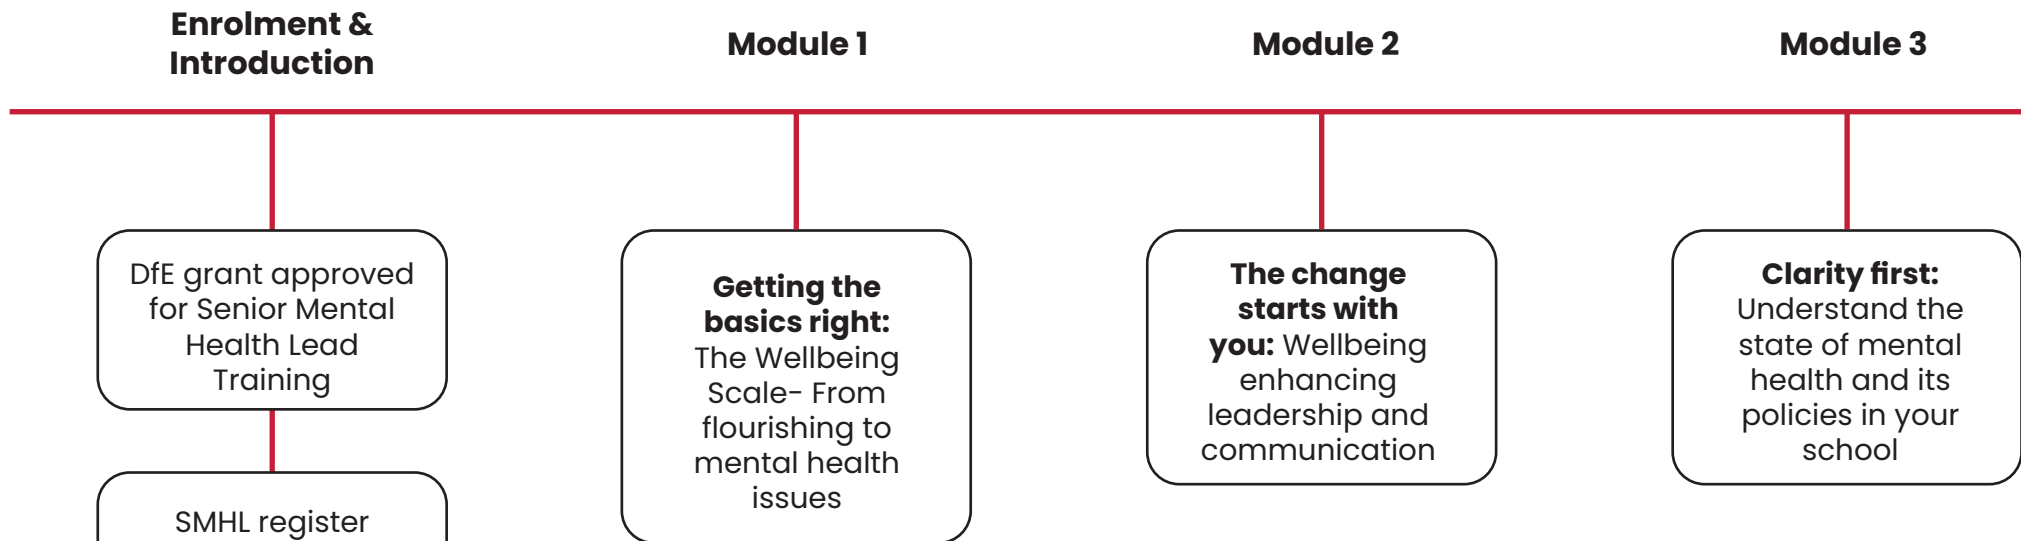 Enrolment &
Introduction
Module 1
Module 2
Module 3
DfE grant approved
for Senior Mental
Health Lead
Training
SMHL register
Getting the
basics right:
The Wellbeing
Scale- From
flourishing to
mental health
issues
The change
starts with
you: Wellbeing
enhancing
leadership and
communication
Clarity first:
Understand the
state of mental
health and its
policies in your
school